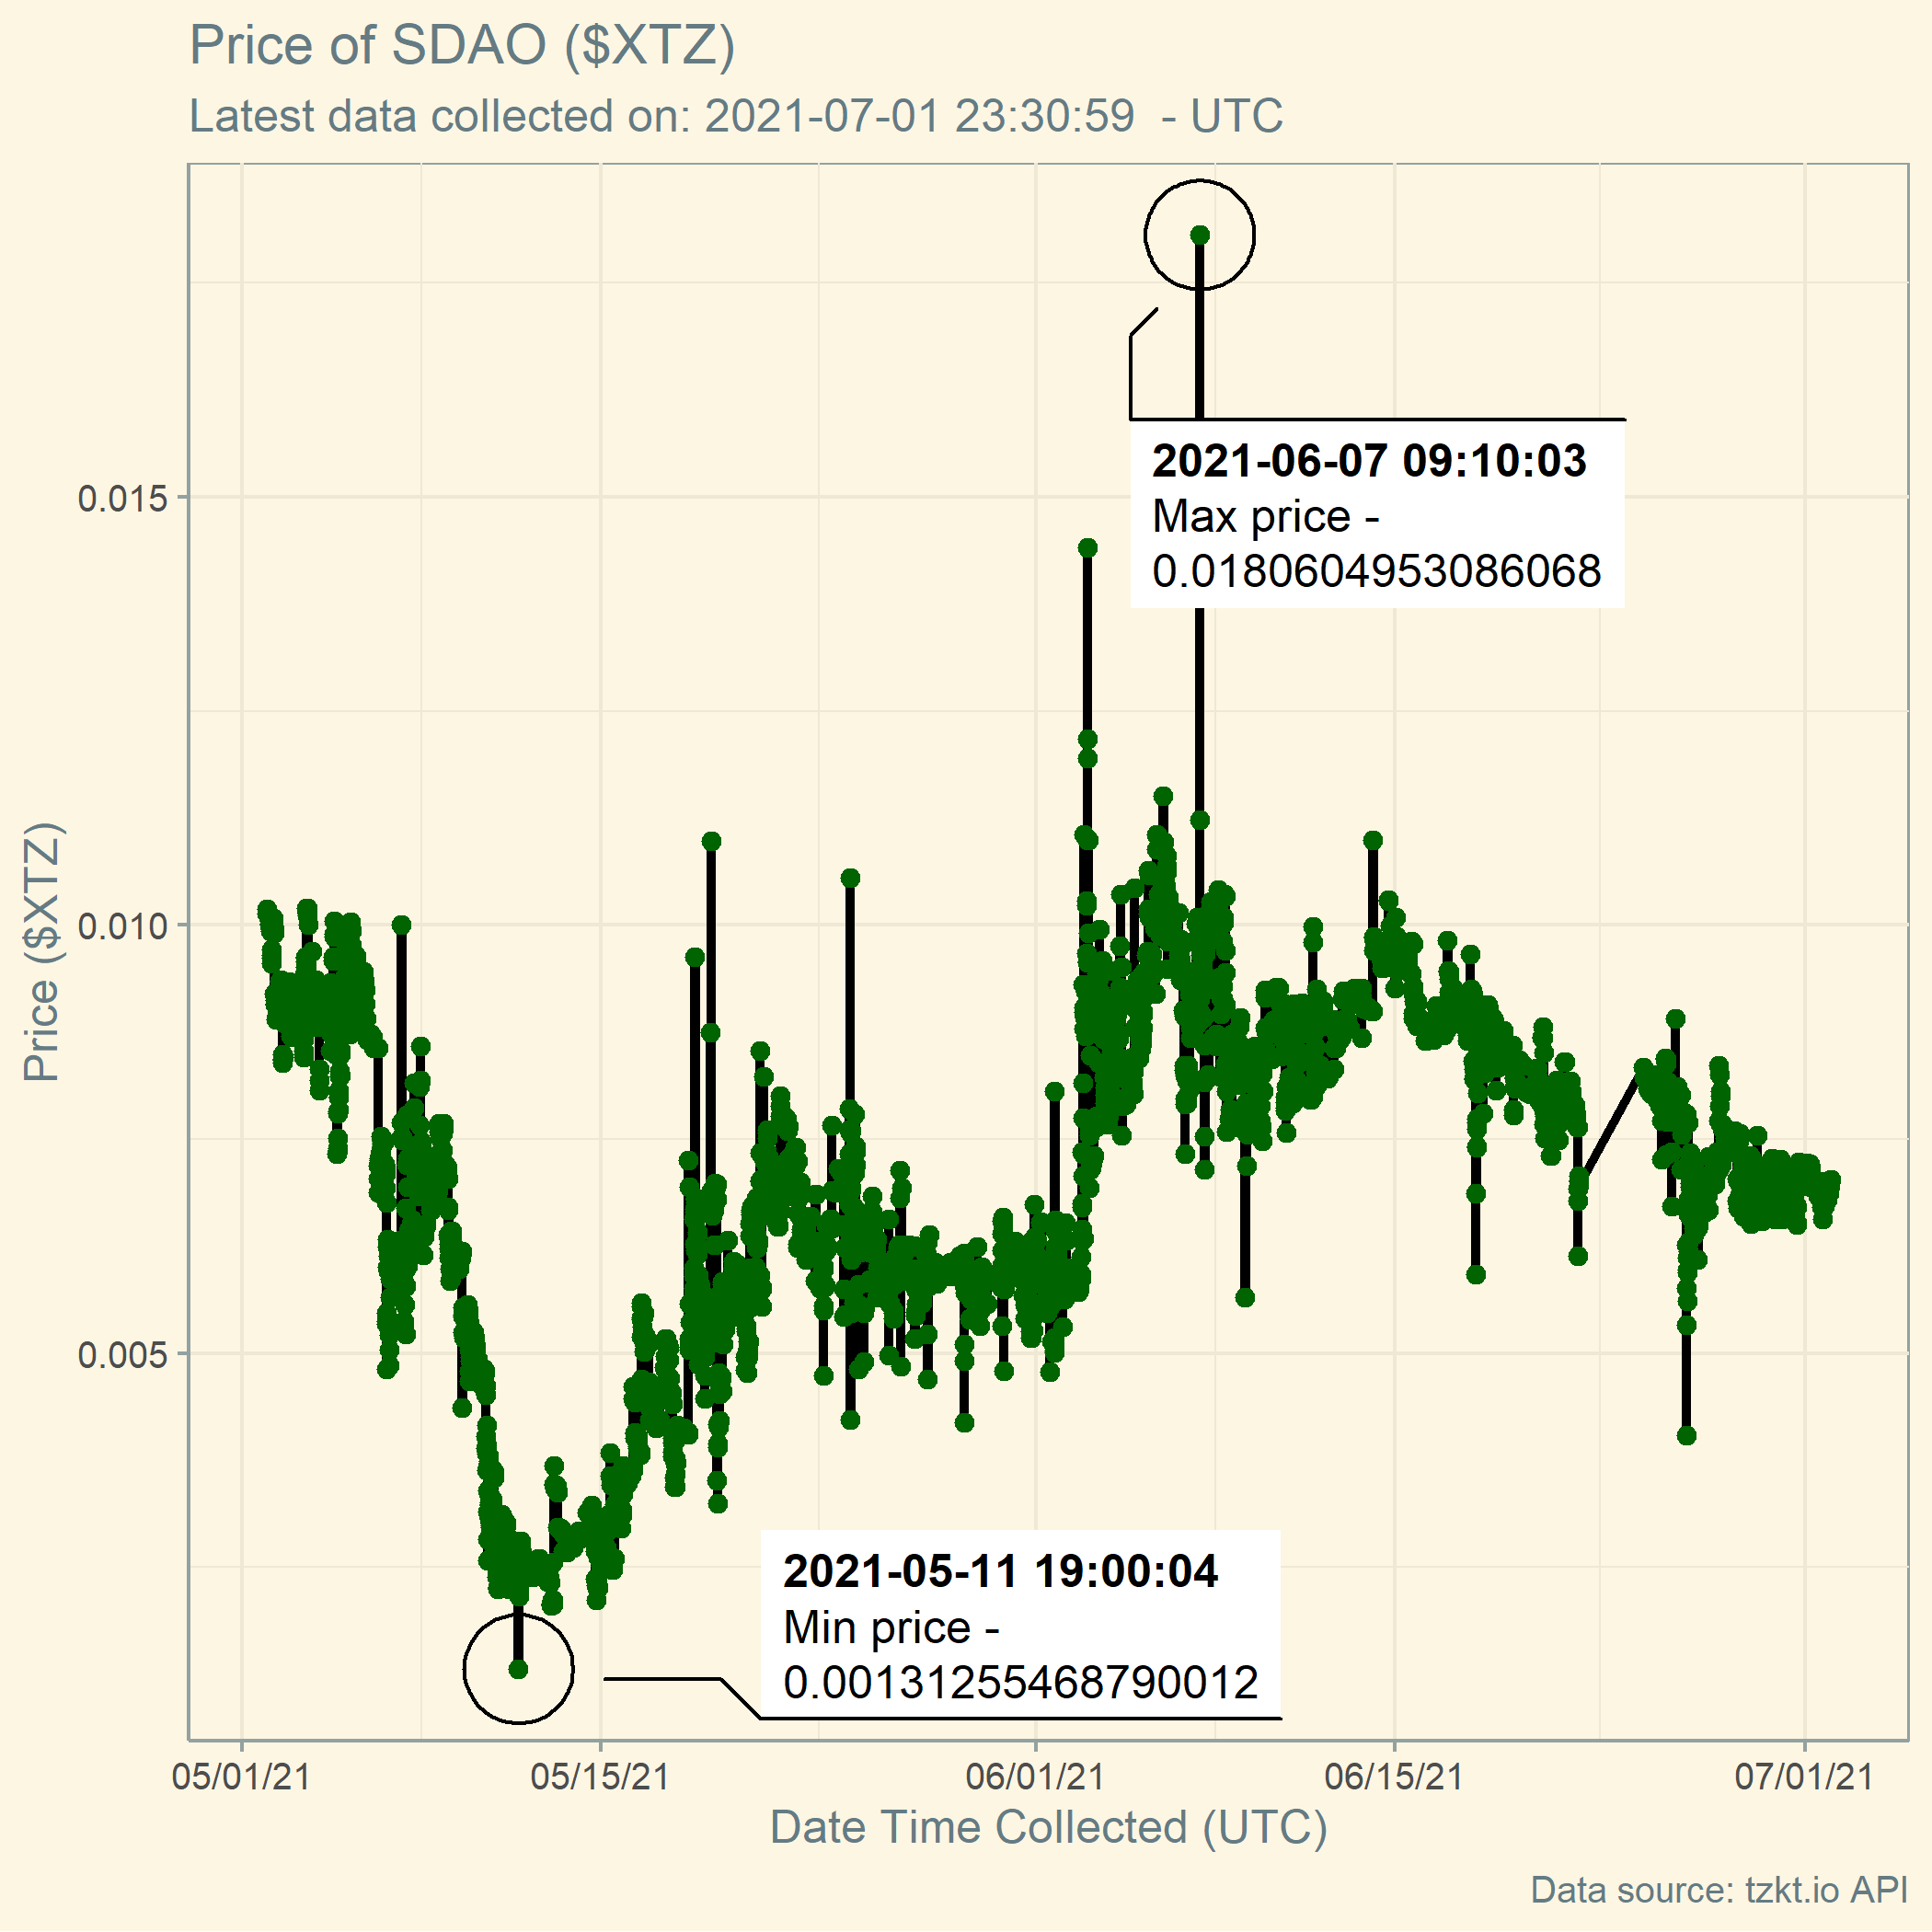 Price of SDAO ($XTZ)
Latest data collected on: 2021-07-01 23:30:59  - UTC
2021-06-07 09:10:03
Max price -
0.0180604953086068
0.015
0.010
0.005
Price ($XTZ)
2021-05-11 19:00:04
Min price -
0.00131255468790012
05/01/21
05/15/21
06/01/21
06/15/21
07/01/21
Date Time Collected (UTC)
Data source: tzkt.io API